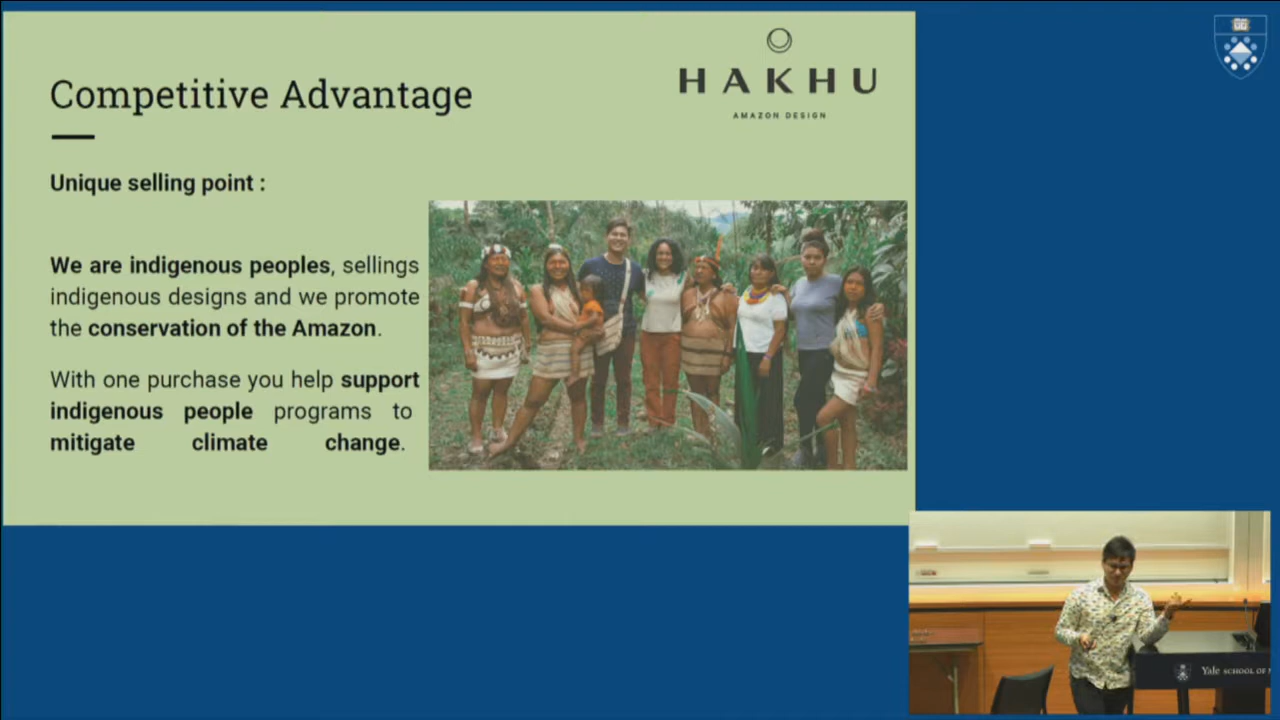 Competitive Advantage
HAKHU
AMAZON DESIGN
Unique selling point :
We are indigenous peoples, sellings
indigenous designs and we promote
the conservation of the Amazon.
With one purchase you help support
indigenous people programs to
mitigate climate change.
Yale SCHOOL OF